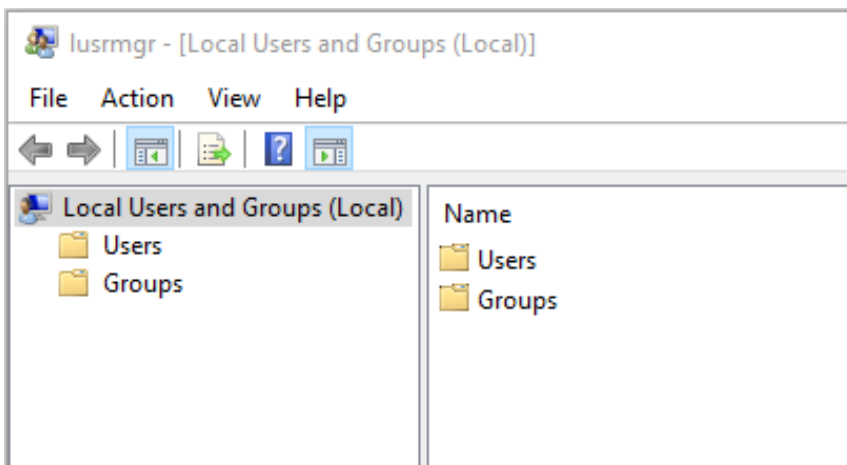 lusrmgr - [Local Users and Groups (Local)]
File Action View Help
Local Users and Groups (Local)
Users
Groups
Name
Users
Groups